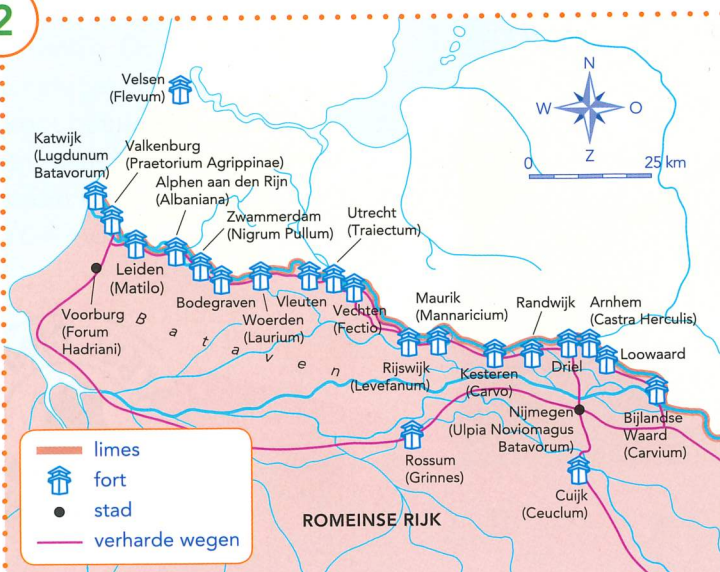 2
Velsen
(Flevum)
Katwijk
(Lugdunum
Batavorum)
Valkenburg
(Praetorium Agrippinae)
Alphen aan den Rijn
(Albaniana)
Zwammerdam
(Nigrum Pullum)
Utrecht
(Traiectum)
N
W
O
Z
0
25 km
Leiden
(Matilo)
Bodegraven
Woerden
(Laurium)
Vleuten
Vechten
(Fectio)
Maurik
(Mannaricium)
Randwijk
Arnhem
(Castra Herculis)
Loowaard
Driel
Voorburg
(Forum
Hadriani)
Bataven
Rijswijk
(Levefanum)
Kesteren
(Carvo)
Nijmegen
(Ulpia Noviomagus
Batavorum)
Bijlandse
Waard
(Carvium)
Rossum
(Grinnes)
Cuijk
(Ceuclum)
ROMEINSE RIJK
limes
fort
stad
verharde wegen